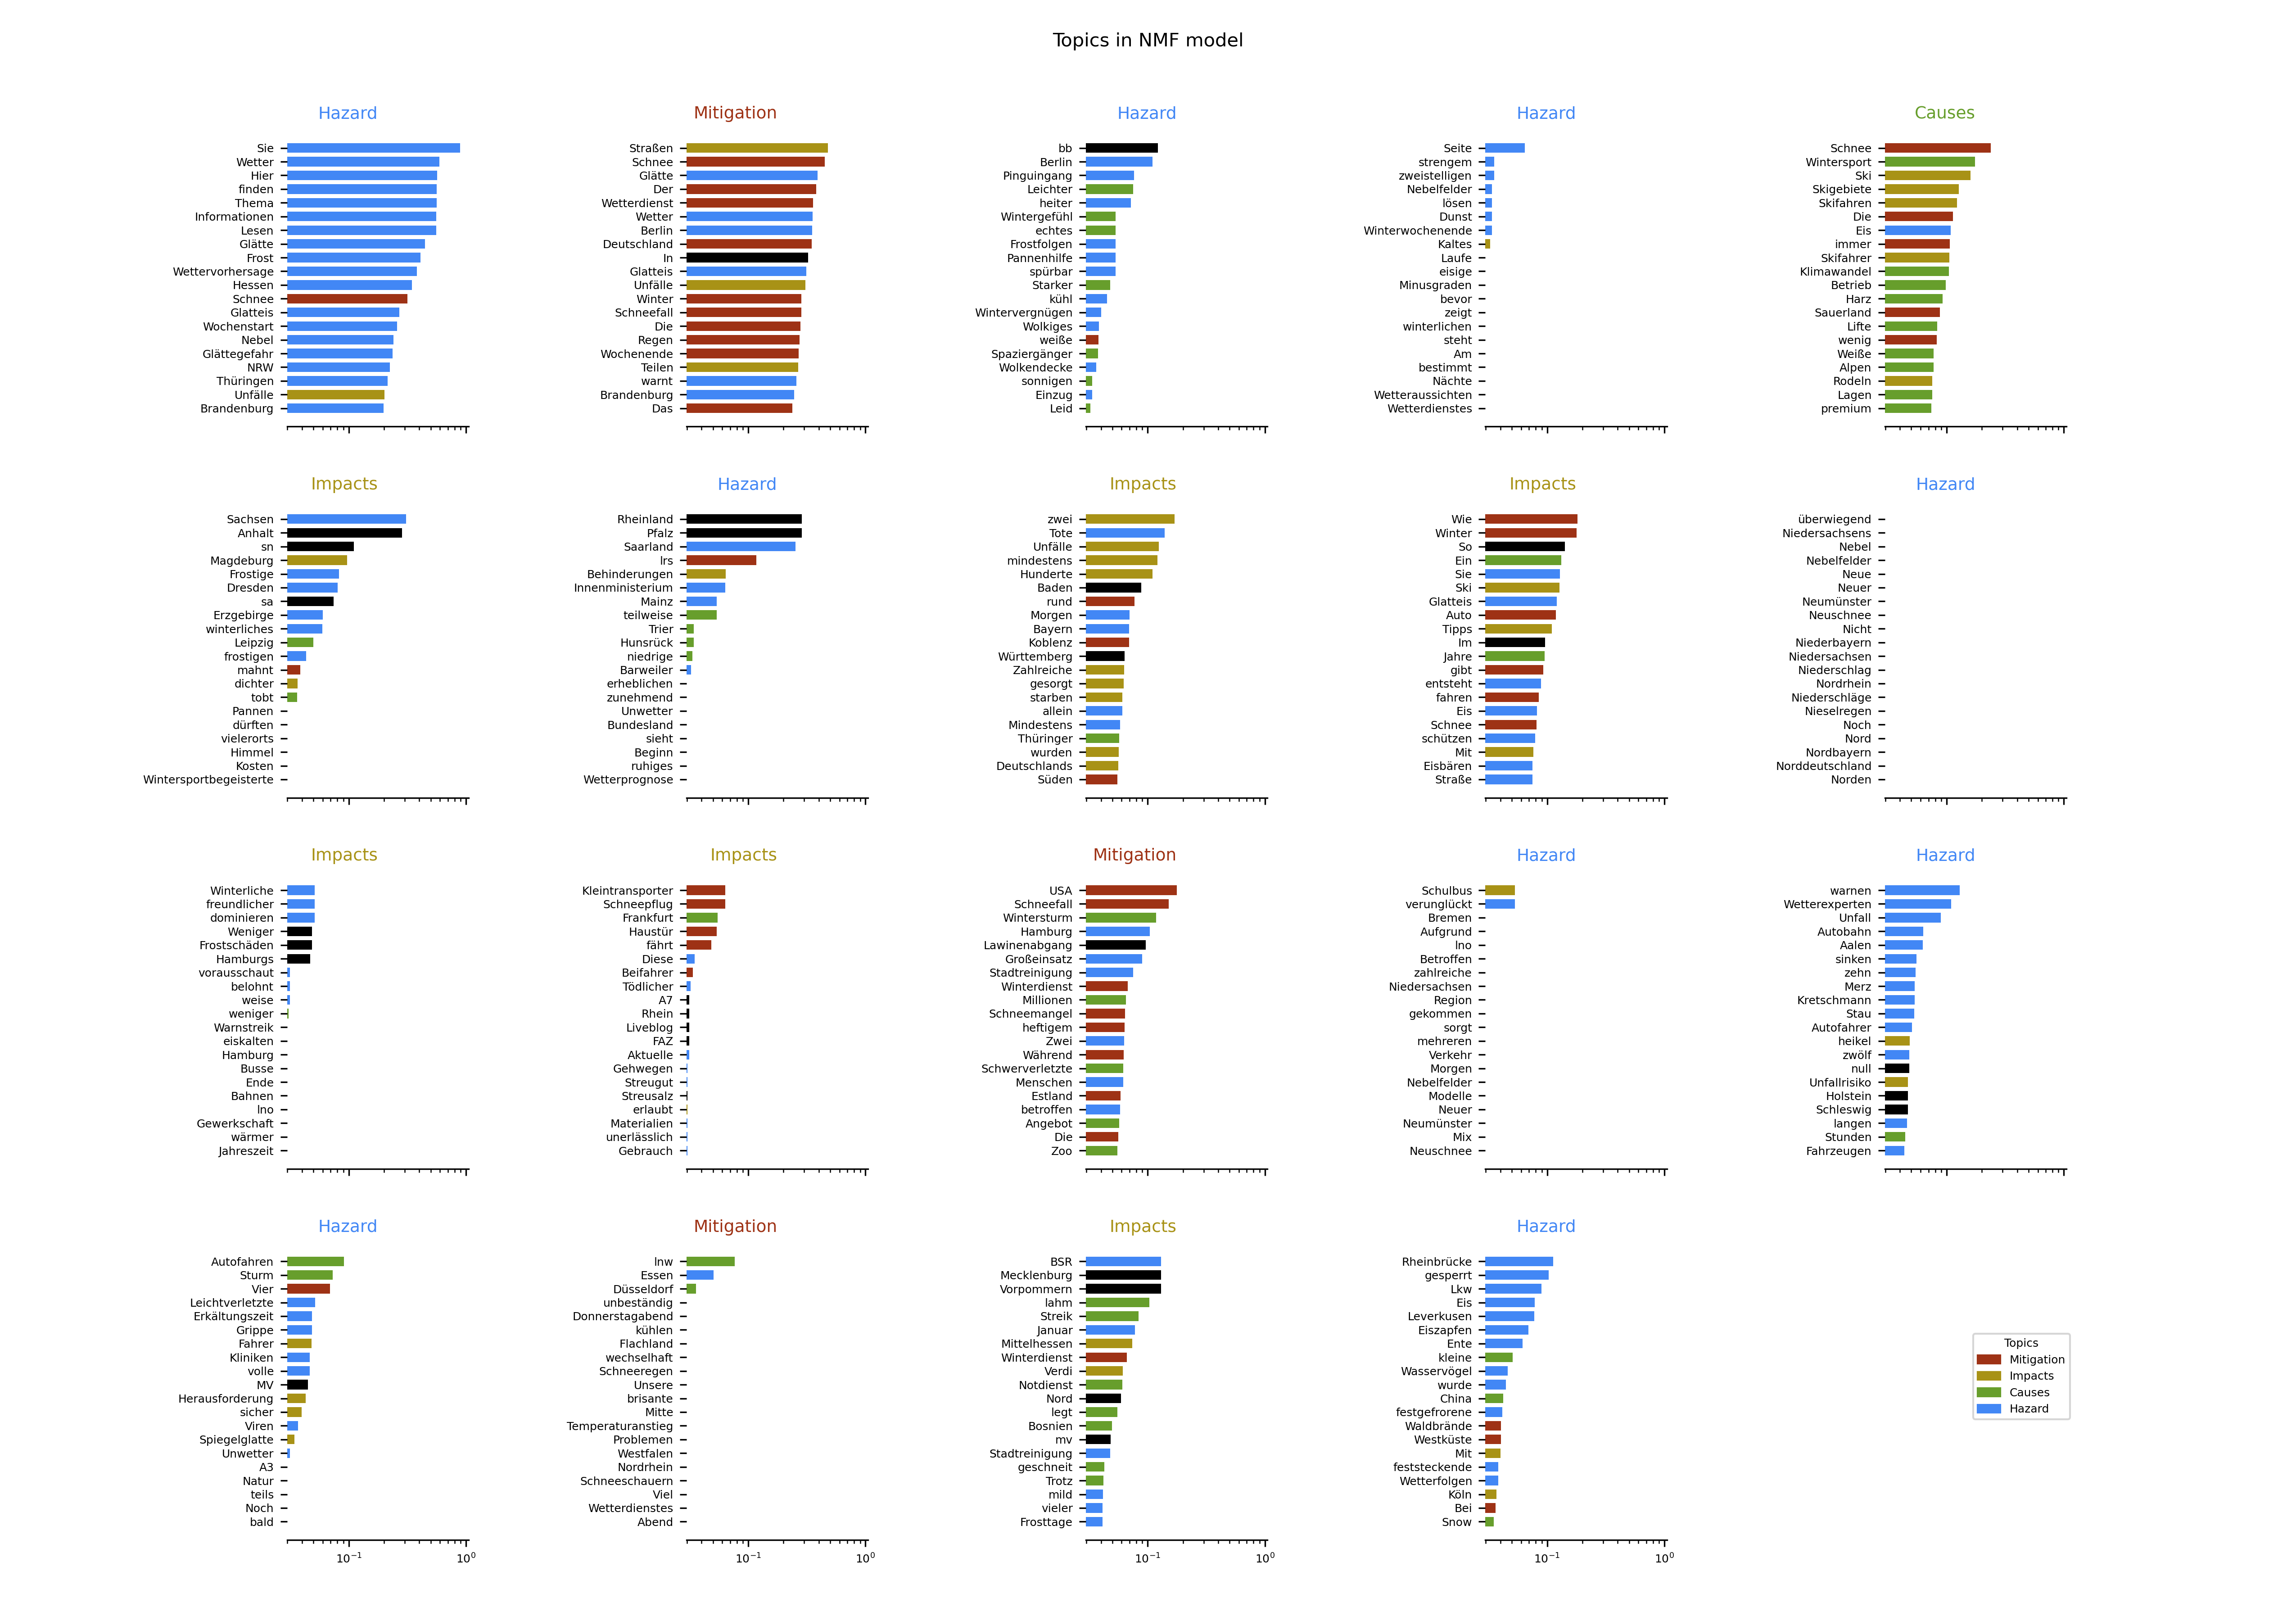 Topics in NMF model
Hazard
Sie
Wetter
Hier
finden
Thema
Informationen
Lesen
Glätte
Frost
Wettervorhersage
Hessen
Schnee
Glatteis
Wochenstart
Nebel
Glättegefahr
NRW
Thüringen
Unfälle
Brandenburg
Mitigation
Straßen
Schnee
Glätte
Der
Wetterdienst
Wetter
Berlin
Deutschland
In
Glatteis
Unfälle
Winter
Schneefall
Die
Regen
Wochenende
Teilen
warnt
Brandenburg
Das
Hazard
bb
Berlin
Pinguingang
Leichter
heiter
Wintergefühl
echtes
Frostfolgen
Pannenhilfe
spürbar
Starker
kühl
Wintervergnügen
Wolkiges
weiße
Spaziergänger
Wolkendecke
sonnigen
Einzug
Leid
Hazard
Seite
strengem
zweistelligen
Nebelfelder
lösen
Dunst
Winterwochenende
Kaltes
Laufe
eisige
Minusgraden
bevor
zeigt
winterlichen
steht
Am
bestimmt
Nächte
Wetteraussichten
Wetterdienstes
Causes
Schnee
Wintersport
Ski
Skigebiete
Skifahren
Die
Eis
immer
Skifahrer
Klimawandel
Betrieb
Harz
Sauerland
Lifte
wenig
Weiße
Alpen
Rodeln
Lagen
premium
Impacts
Sachsen
Anhalt
sn
Magdeburg
Frostige
Dresden
sa
Erzgebirge
winterliches
Leipzig
frostigen
mahnt
dichter
tobt
Pannen
dürften
vielerorts
Himmel
Kosten
Wintersportbegeisterte
Hazard
Rheinland
Pfalz
Saarland
lrs
Behinderungen
Innenministerium
Mainz
teilweise
Trier
Hunsrück
niedrige
Barweiler
erheblichen
zunehmend
Unwetter
Bundesland
sieht
Beginn
ruhiges
Wetterprognose
Impacts
zwei
Tote
Unfälle
mindestens
Hunderte
Baden
rund
Morgen
Bayern
Koblenz
Württemberg
Zahlreiche
gesorgt
starben
allein
Mindestens
Thüringer
wurden
Deutschlands
Süden
Impacts
Wie
Winter
So
Ein
Sie
Ski
Glatteis
Auto
Tipps
Im
Jahre
gibt
entsteht
fahren
Eis
Schnee
schützen
Mit
Eisbären
Straße
Hazard
überwiegend
Niedersachsens
Nebel
Nebelfelder
Neue
Neuer
Neumünster
Neuschnee
Nicht
Niederbayern
Niedersachsen
Niederschlag
Nordrhein
Niederschläge
Nieselregen
Noch
Nord
Nordbayern
Norddeutschland
Norden
Impacts
Winterliche
freundlicher
dominieren
Weniger
Frostschäden
Hamburgs
vorausschaut
belohnt
weise
weniger
Warnstreik
eiskalten
Hamburg
Busse
Ende
Bahnen
lno
Gewerkschaft
wärmer
Jahreszeit
Impacts
Kleintransporter
Schneepflug
Frankfurt
Haustür
fährt
Diese
Beifahrer
Tödlicher
A7
Rhein
Liveblog
FAZ
Aktuelle
Gehwegen
Streugut
Streusalz
erlaubt
Materialien
unerlässlich
Gebrauch
Mitigation
USA
Schneefall
Wintersturm
Hamburg
Lawinenabgang
Großeinsatz
Stadtreinigung
Winterdienst
Millionen
Schneemangel
heftigem
Zwei
Während
Schwerverletzte
Menschen
Estland
betroffen
Angebot
Die
Zoo
Hazard
Schulbus
verunglückt
Bremen
Aufgrund
lno
Betroffen
zahlreiche
Niedersachsen
Region
gekommen
sorgt
mehreren
Verkehr
Morgen
Nebelfelder
Modelle
Neuer
Neumünster
Mix
Neuschnee
Hazard
warnen
Wetterexperten
Unfall
Autobahn
Aalen
sinken
zehn
Merz
Kretschmann
Stau
Autofahrer
heikel
zwölf
null
Unfallrisiko
Holstein
Schleswig
langen
Stunden
Fahrzeugen
Hazard
Autofahren
Sturm
Vier
Leichtverletzte
Erkältungszeit
Grippe
Fahrer
Kliniken
volle
MV
Herausforderung
sicher
Viren
Spiegelglatte
Unwetter
A3
Natur
teils
Noch
bald
10⁻¹ 10⁰
Mitigation
lnw
Essen
Düsseldorf
unbeständig
Donnerstagabend
kühlen
Flachland
wechselhaft
Schneeregen
Unsere
brisante
Mitte
Temperaturanstieg
Problemen
Westfalen
Nordrhein
Schneeschauern
Viel
Wetterdienstes
Abend
10⁻¹ 10⁰
Impacts
BSR
Mecklenburg
Vorpommern
lahm
Streik
Januar
Mittelhessen
Winterdienst
Verdi
Notdienst
Nord
legt
Bosnien
mv
Stadtreinigung
geschneit
Trotz
mild
vieler
Frosttage
10⁻¹ 10⁰
Hazard
Rheinbrücke
gesperrt
Lkw
Eis
Leverkusen
Eiszapfen
Ente
kleine
Wasservögel
wurde
China
festgefrorene
Waldbrände
Westküste
Mit
feststeckende
Wetterfolgen
Köln
Bei
Snow
10⁻¹ 10⁰
Topics
Mitigation
Impacts
Causes
Hazard